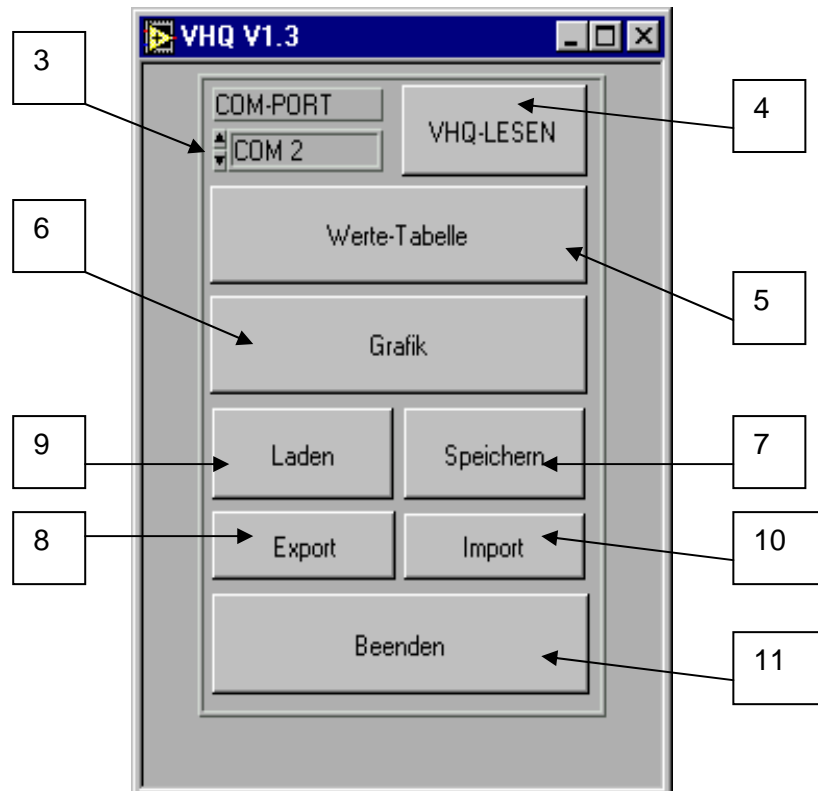 VHQ V1.3
3
COM-PORT
COM 2
VHQ-LESEN
4
Werte-Tabelle
6
5
Grafik
9
Laden
Speichern
7
8
Export
Import
10
Beenden
11